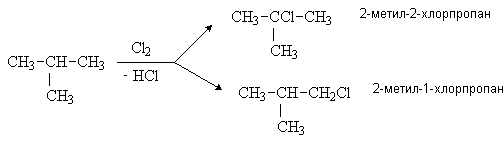 CH₃—CCl—CH₃ 2-метил-2-хлорпропан
CH₃
Cl₂
- HCl
CH₃—CH—CH₃
CH₃
CH₃—CH—CH₂Cl 2-метил-1-хлорпропан
CH₃